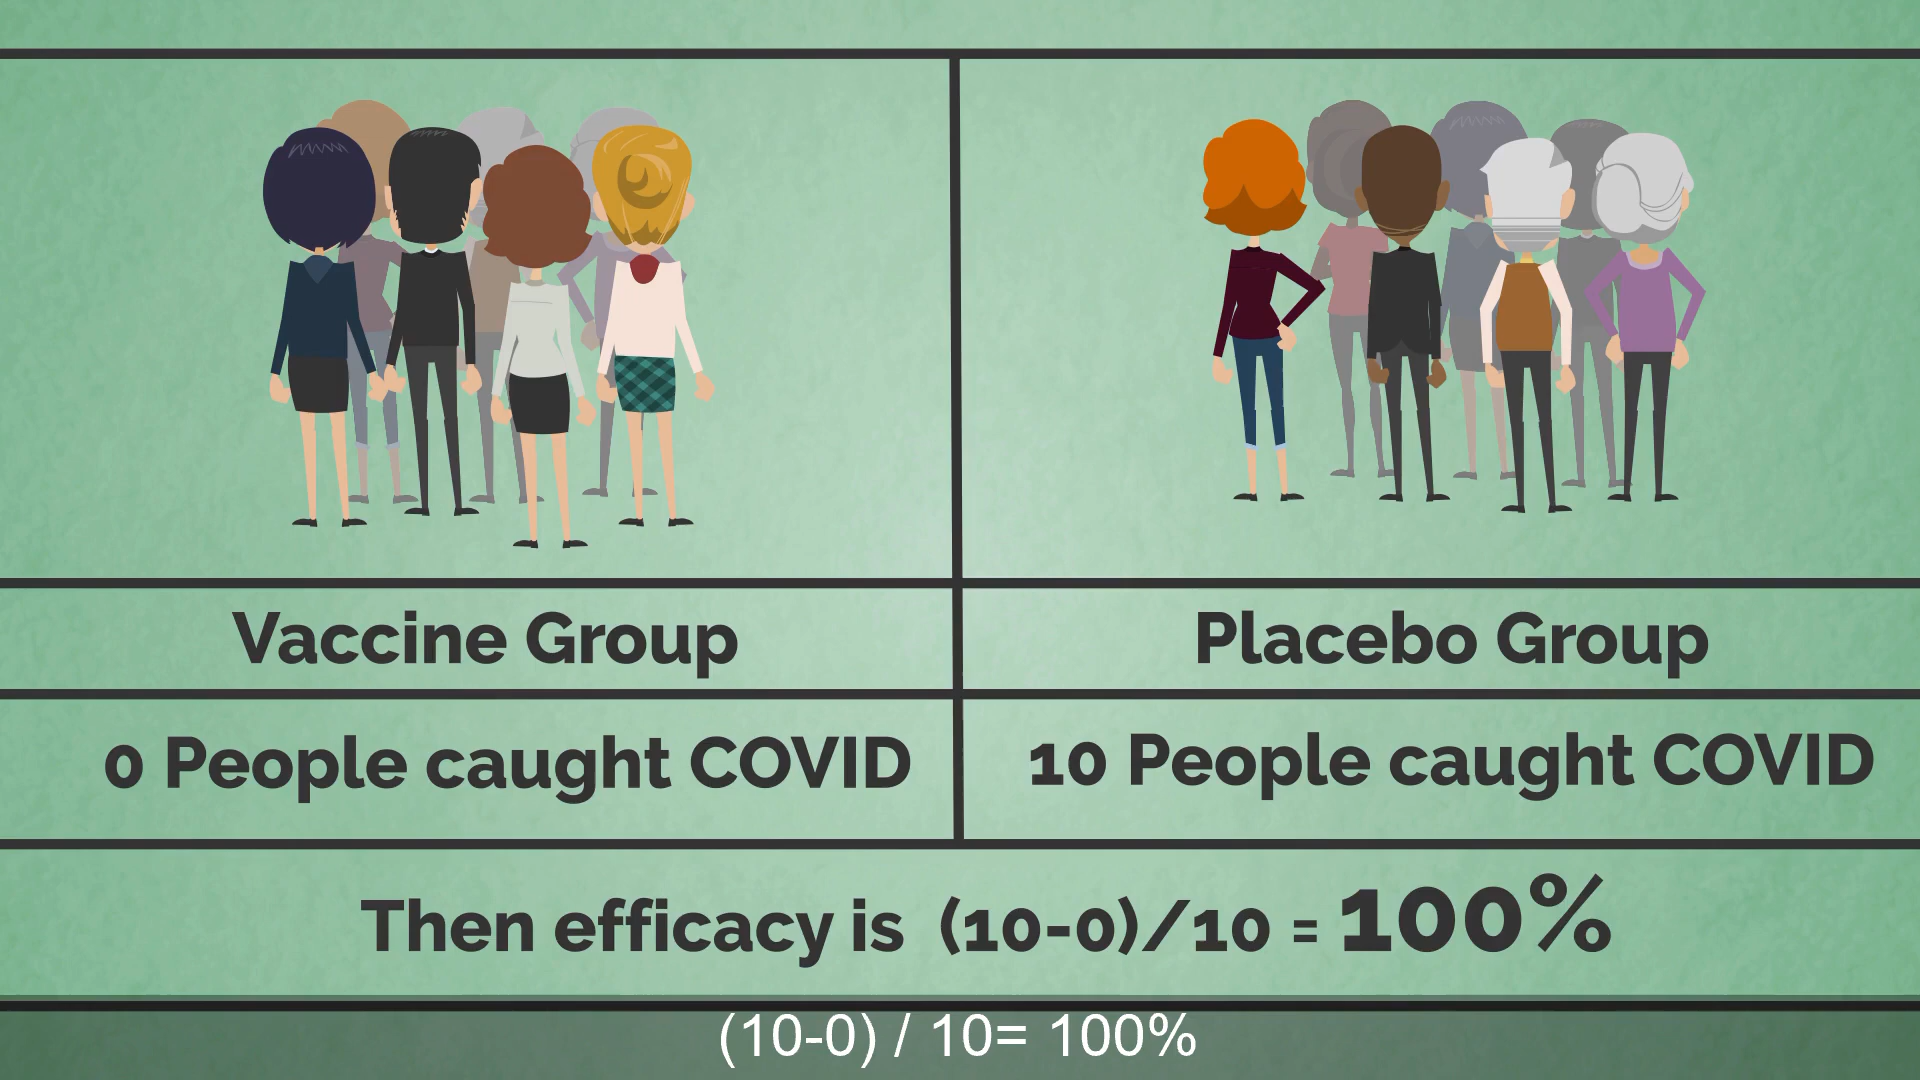 Vaccine Group
Placebo Group
0 People caught COVID
10 People caught COVID
Then efficacy is (10-0)/10 = 100%
(10-0) / 10= 100%